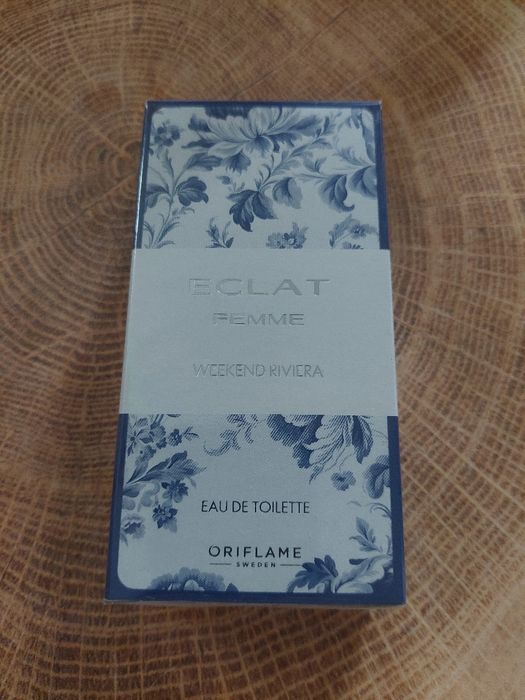 ECLAT
FEMME
WEEKEND RIVIERA
EAU DE TOILETTE
ORIFLAME
SWEDEN